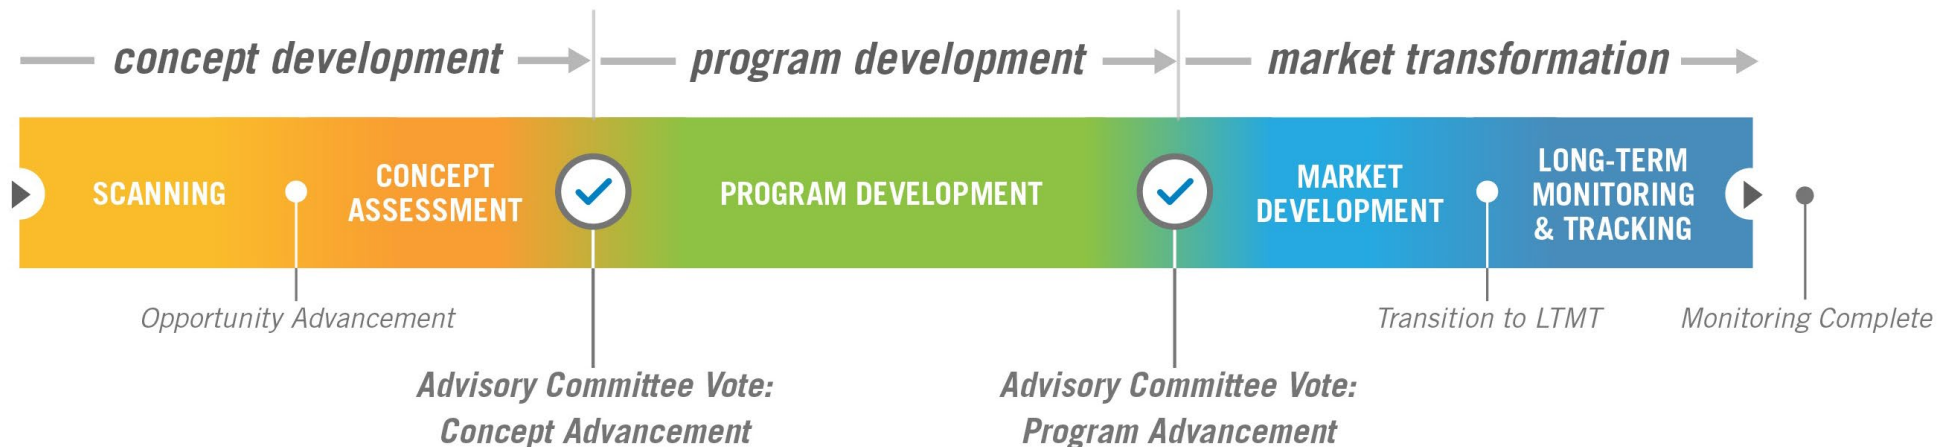 concept development
program development
market transformation
SCANNING
CONCEPT
ASSESSMENT
PROGRAM DEVELOPMENT
MARKET
DEVELOPMENT
LONG-TERM
MONITORING
& TRACKING
Opportunity Advancement
Transition to LTMT
Monitoring Complete
Advisory Committee Vote:
Concept Advancement
Advisory Committee Vote:
Program Advancement